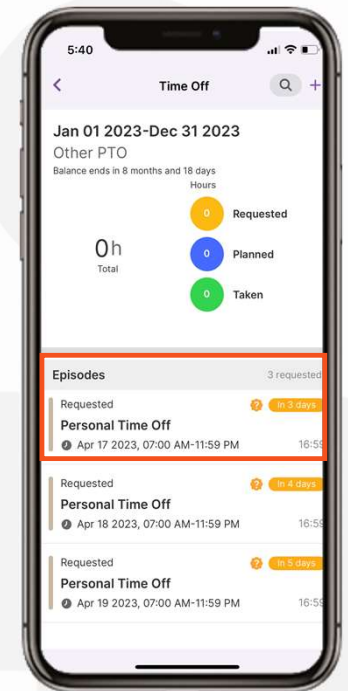 5:40
Time Off
Jan 01 2023-Dec 31 2023
Other PTO
Balance ends in 8 months and 18 days
Hours
0 Requested
0h
Total
0 Planned
0 Taken
Episodes 3 requested
Requested In 3 days
Personal Time Off
Apr 17 2023, 07:00 AM-11:59 PM 16:59
Requested In 4 days
Personal Time Off
Apr 18 2023, 07:00 AM-11:59 PM 16:59
Requested In 5 days
Personal Time Off
Apr 19 2023, 07:00 AM-11:59 PM 16:59